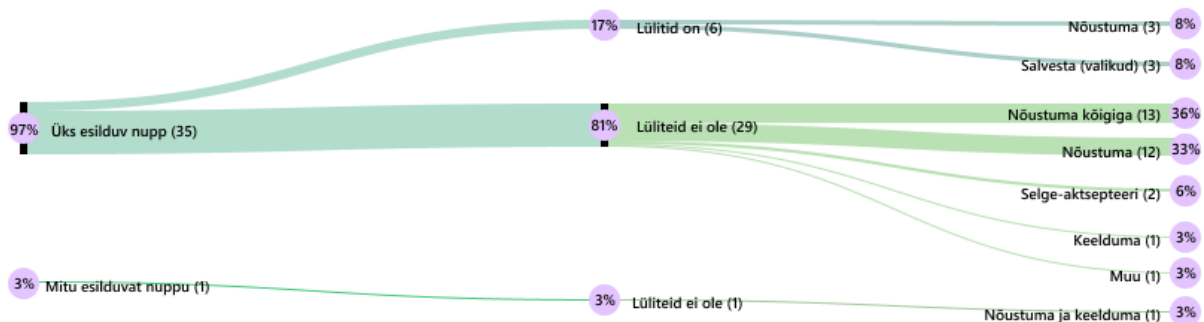 17% Lülitid on (6) Nõustuma (3) 8%
Salvesta (valikud) (3) 8%
97% Üks esilduv nupp (35) 81% Lüliteid ei ole (29) Nõustuma kõigiga (13) 36%
Nõustuma (12) 33%
Selge-aktsepteeri (2) 6%
Keelduma (1) 3%
Muu (1) 3%
3% Mitu esilduvat nuppu (1) 3% Lüliteid ei ole (1) Nõustuma ja keelduma (1) 3%